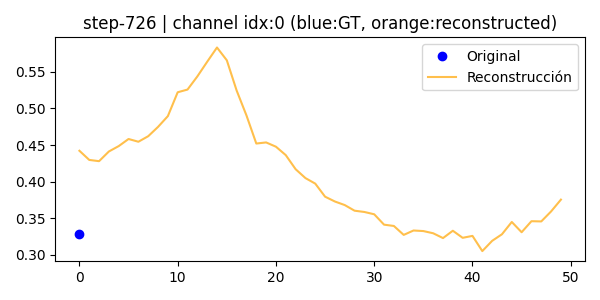 step-726 | channel idx:0 (blue:GT, orange:reconstructed)
Original
Reconstrucción
0.55
0.50
0.45
0.40
0.35
0.30
0 10 20 30 40 50